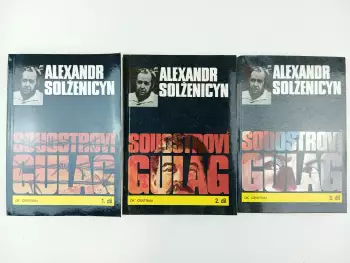 ALEXANDR
SOLŽENICYN
SOUOSTROVÍ
GULAG
1. díl
ALEXANDR
SOLŽENICYN
SOUOSTROVÍ
GULAG
2. díl
ALEXANDR
SOLŽENICYN
SOUOSTROVÍ
GULAG
3. díl